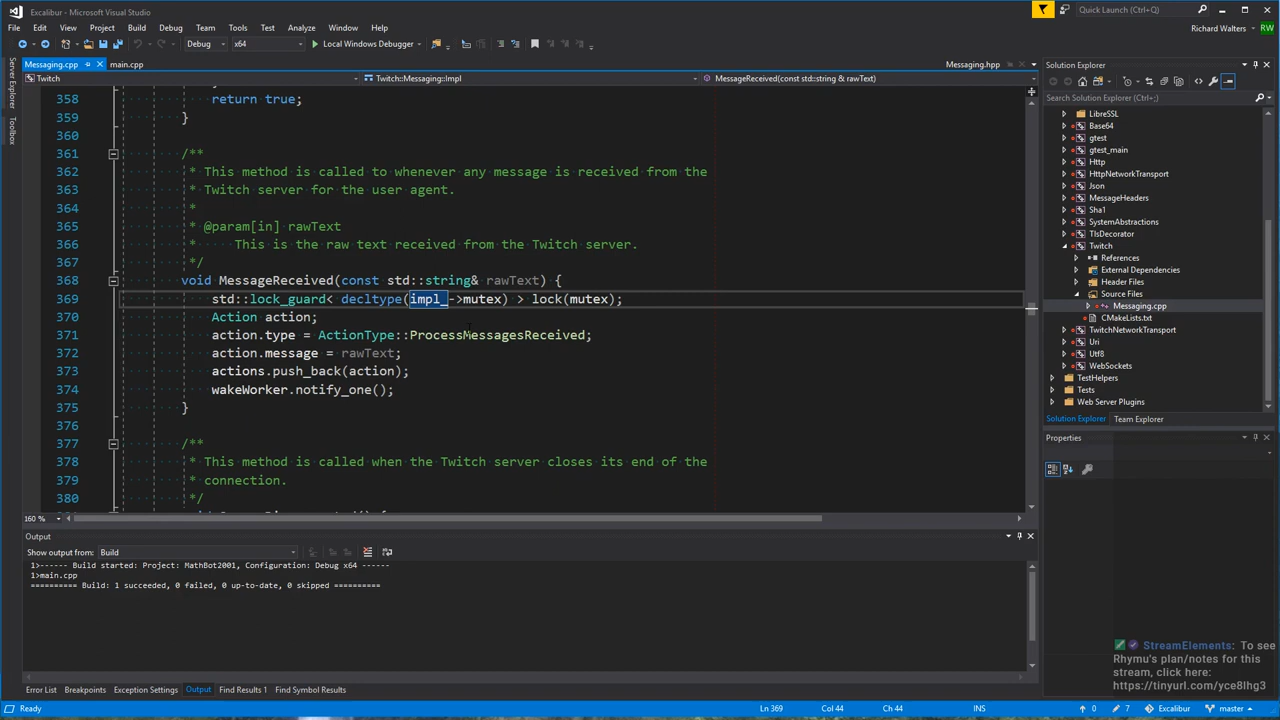 Excalibur - Microsoft Visual Studio
Quick Launch (Ctrl+Q)
File Edit View Project Build Debug Team Tools Test Analyze Window Help
Richard Walters RW
Debug x64 Local Windows Debugger
Server Explorer
Toolbox
Messaging.cpp main.cpp Messaging.hpp
Twitch Twitch::Messaging::Impl MessageReceived(const std::string & rawText)
358 return true;
359 }
360
361 /**
362 * This method is called to whenever any message is received from the
363 * Twitch server for the user agent.
364 *
365 * @param[in] rawText
366 * This is the raw text received from the Twitch server.
367 */
368 void MessageReceived(const std::string& rawText) {
369 std::lock_guard< decltype(impl_->mutex) > lock(mutex);
370 Action action;
371 action.type = ActionType::ProcessMessagesReceived;
372 action.message = rawText;
373 actions.push_back(action);
374 wakeWorker.notify_one();
375 }
376
377 /**
378 * This method is called when the Twitch server closes its end of the
379 * connection.
380 */
160 %
Solution Explorer
Search Solution Explorer (Ctrl+;)
LibreSSL
Base64
gtest
gtest_main
Http
HttpNetworkTransport
Json
MessageHeaders
Sha1
SystemAbstractions
TlsDecorator
Twitch
References
External Dependencies
Header Files
Source Files
Messaging.cpp
CMakeLists.txt
TwitchNetworkTransport
Uri
Utf8
WebSockets
TestHelpers
Tests
Web Server Plugins
Solution Explorer Team Explorer
Properties
Output
Show output from: Build
1>------ Build started: Project: MathBot2001, Configuration: Debug x64 ------
1>main.cpp
========== Build: 1 succeeded, 0 failed, 0 up-to-date, 0 skipped ==========
StreamElements: To see
Rhymu's plan/notes for this
stream, click here:
https://tinyurl.com/yce8lhg3
Error List Breakpoints Exception Settings Output Find Results 1 Find Symbol Results
Ready Ln 369 Col 44 Ch 44 INS 0 7 Excalibur master